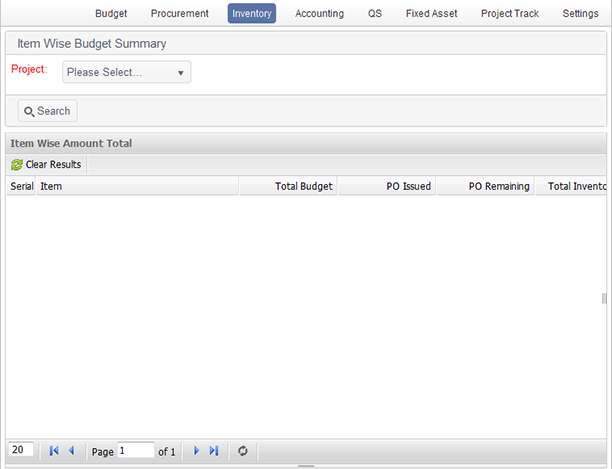 Budget Procurement Inventory Accounting QS Fixed Asset Project Track Settings
Item Wise Budget Summary
Project: Please Select...
Search
Item Wise Amount Total
Clear Results
Serial Item Total Budget PO Issued PO Remaining Total Invento
20 Page 1 of 1